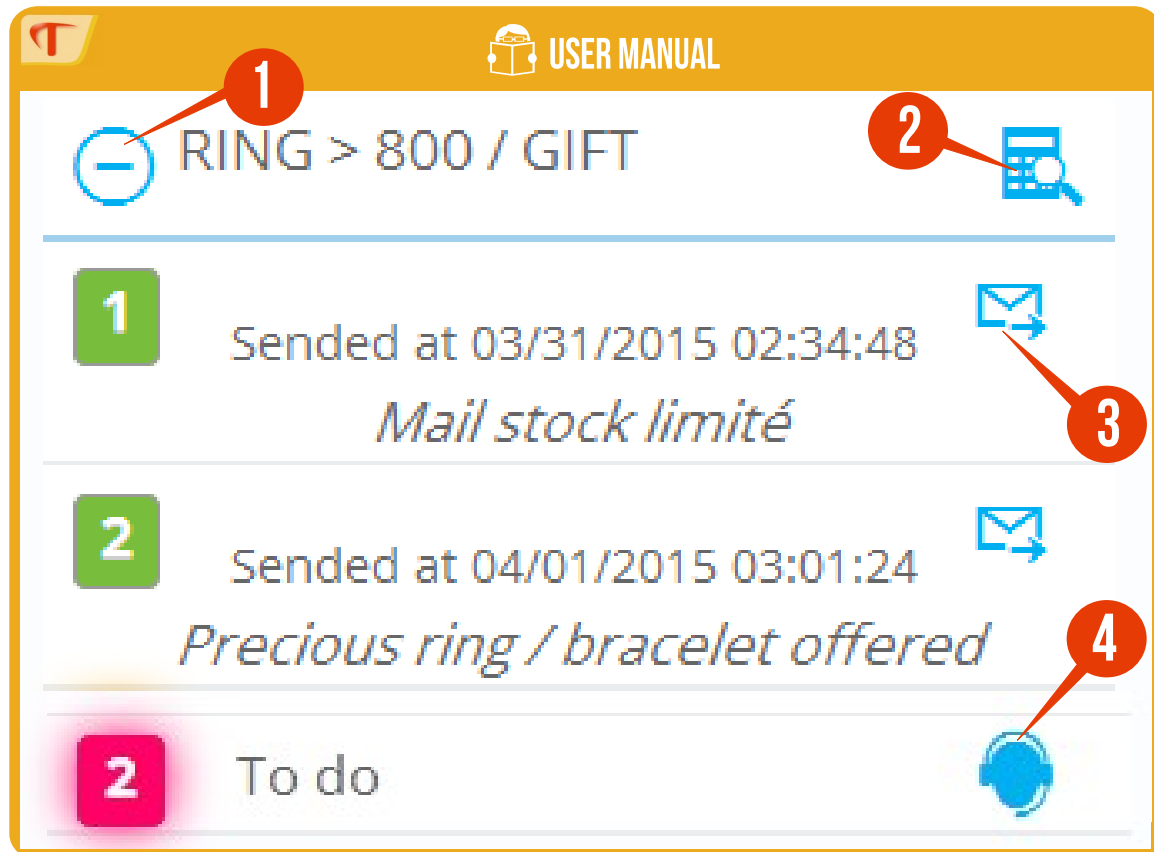 USER MANUAL
1
RING > 800 / GIFT
2
1
Sended at 03/31/2015 02:34:48
Mail stock limité
3
2
Sended at 04/01/2015 03:01:24
Precious ring / bracelet offered
4
2 To do